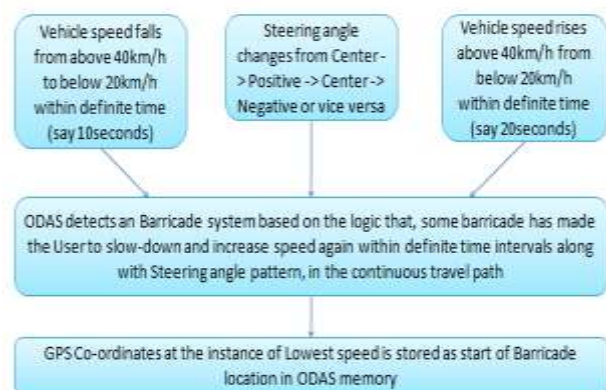 Vehicle speed falls
from above 40km/h
to below 20km/h
within definite time
(say 10seconds)
Steering angle
changes from Center-
>Positive -> Center->
Negative or vice versa
Vehicle speed rises
above 40km/h from
below 20km/h
within definite time
(say 20seconds)
ODAS detects an Barricade system based on the logic that, some barricade has made
the User to slow-down and increase speed again within definite time intervals along
with Steering angle pattern, in the continuous travel path
GPS Co-ordinates at the instance of Lowest speed is stored as start of Barricade
location in ODAS memory